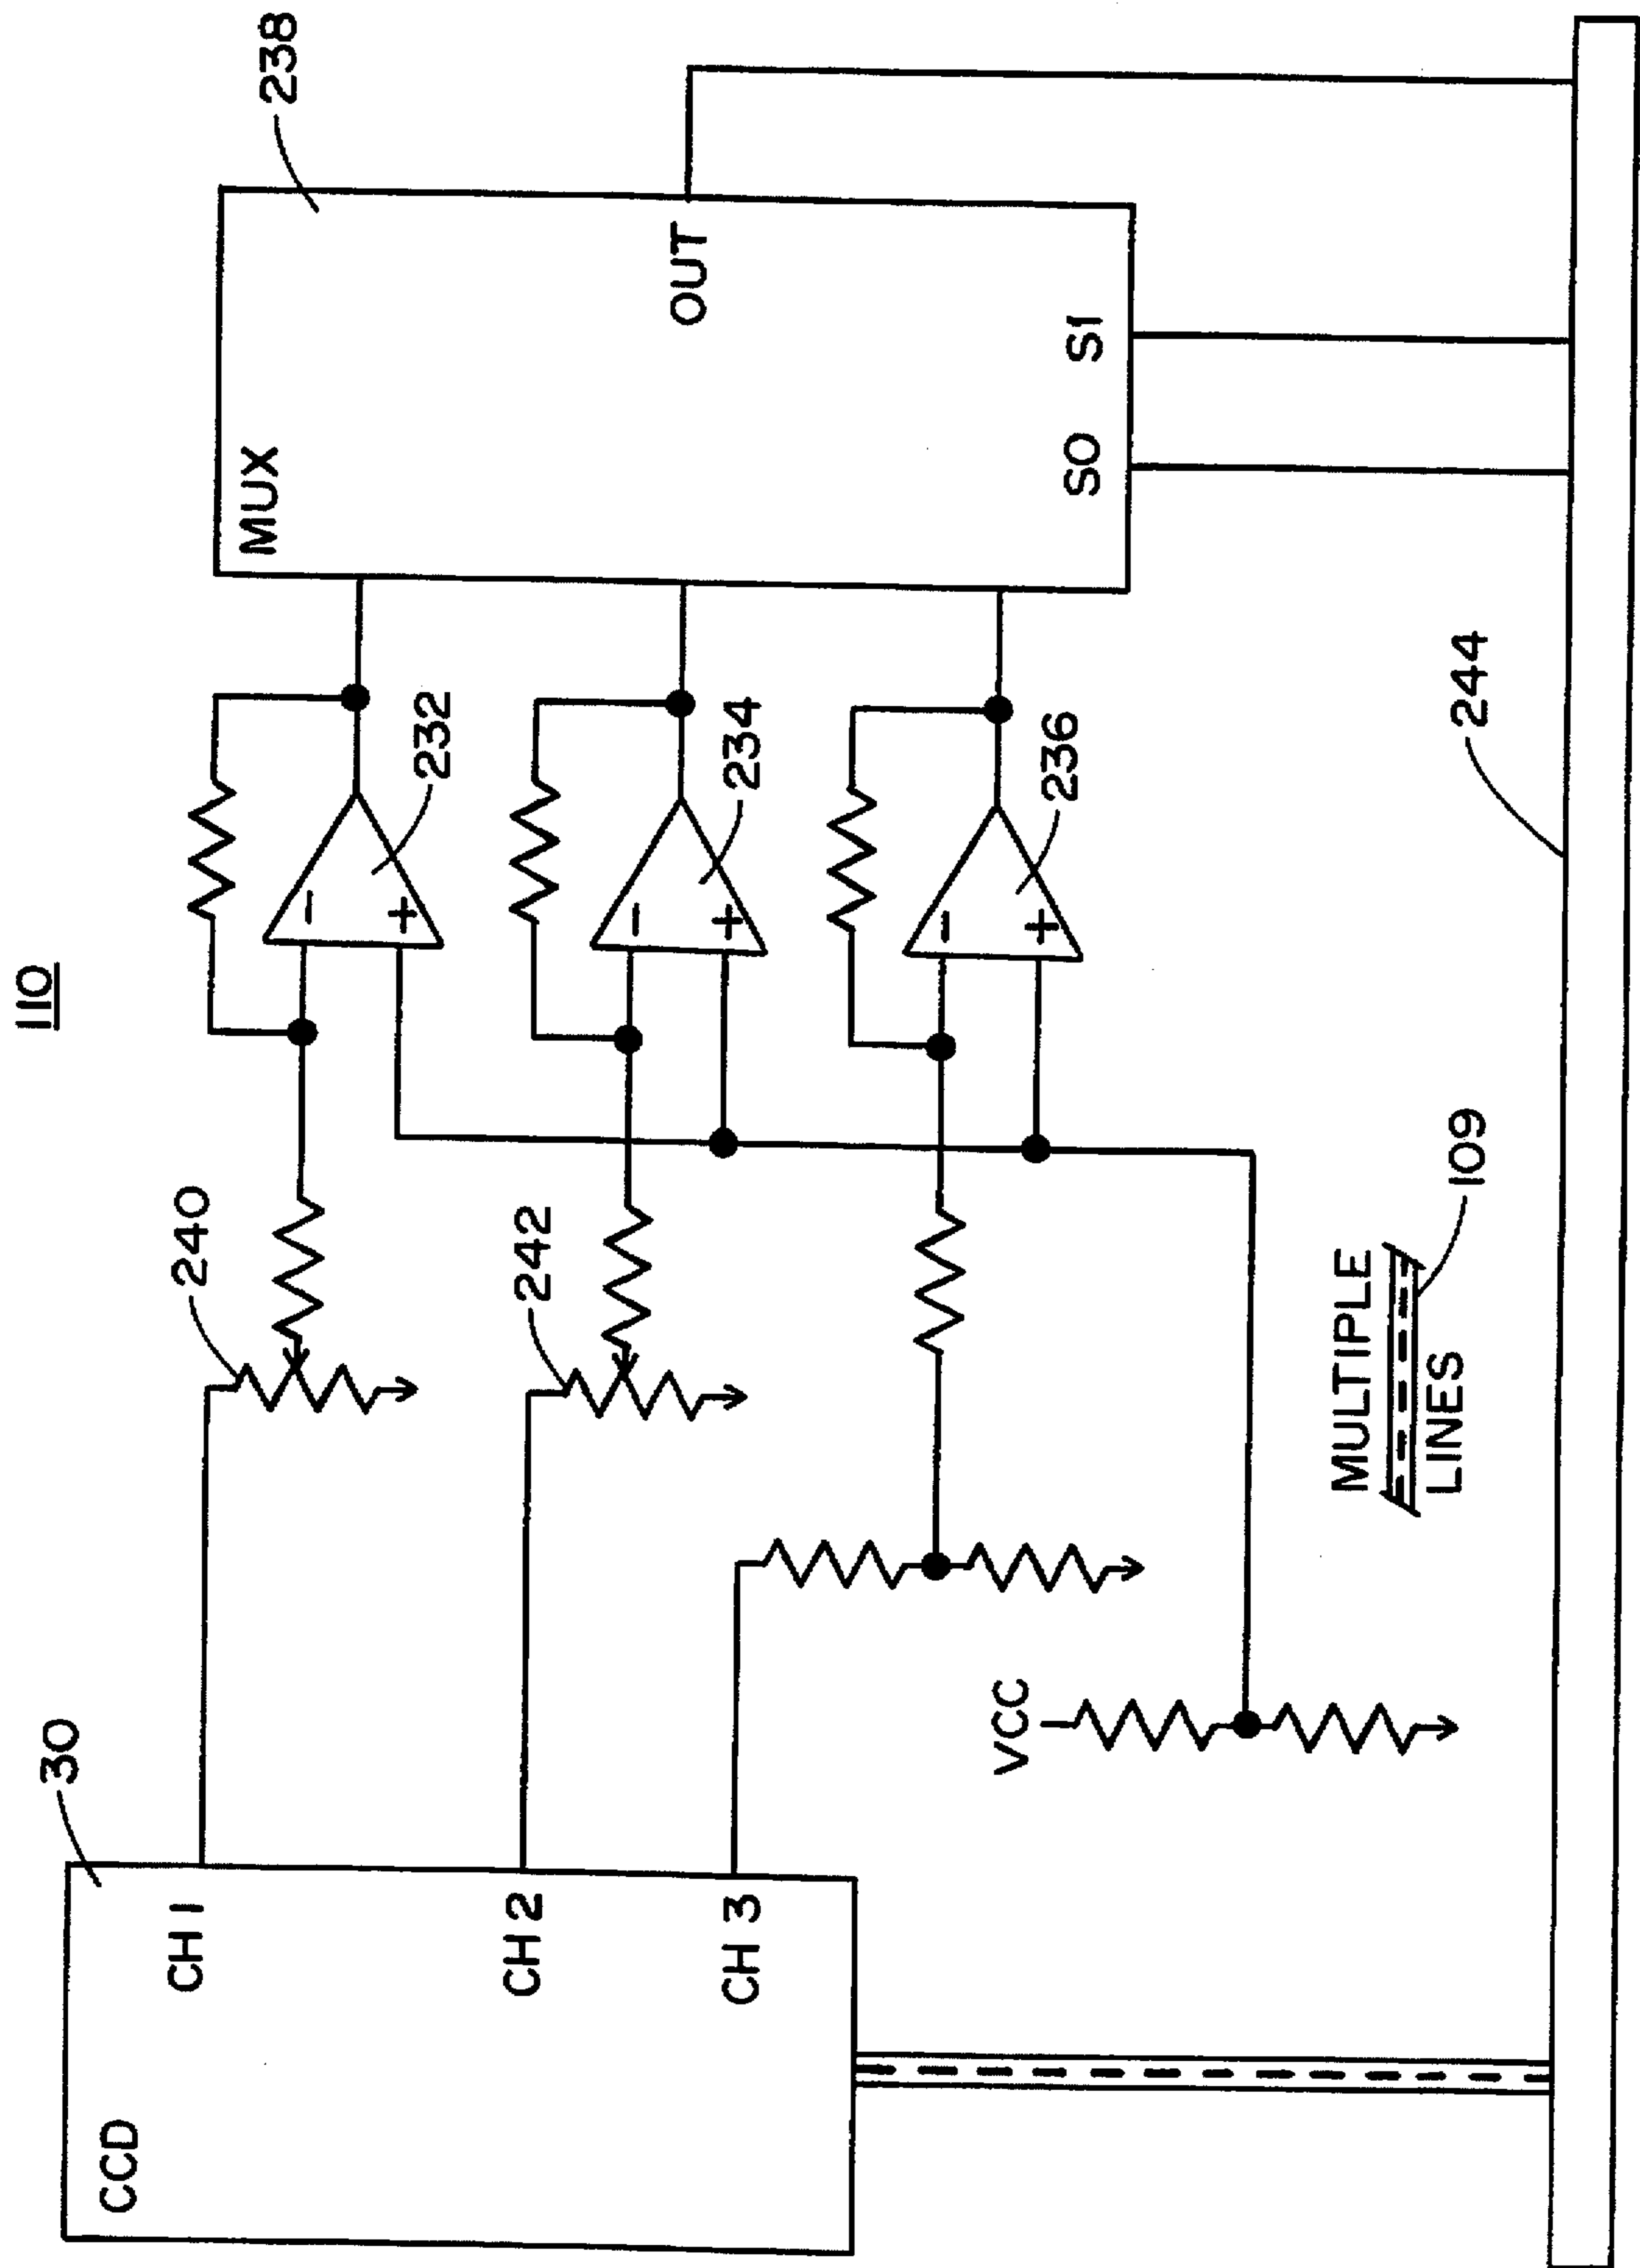 110
30
CCD
CH 1
CH 2
CH 3
240
242
VCC
232
234
236
MUX
OUT
S0 S1
238
MULTIPLE
LINES
109
244